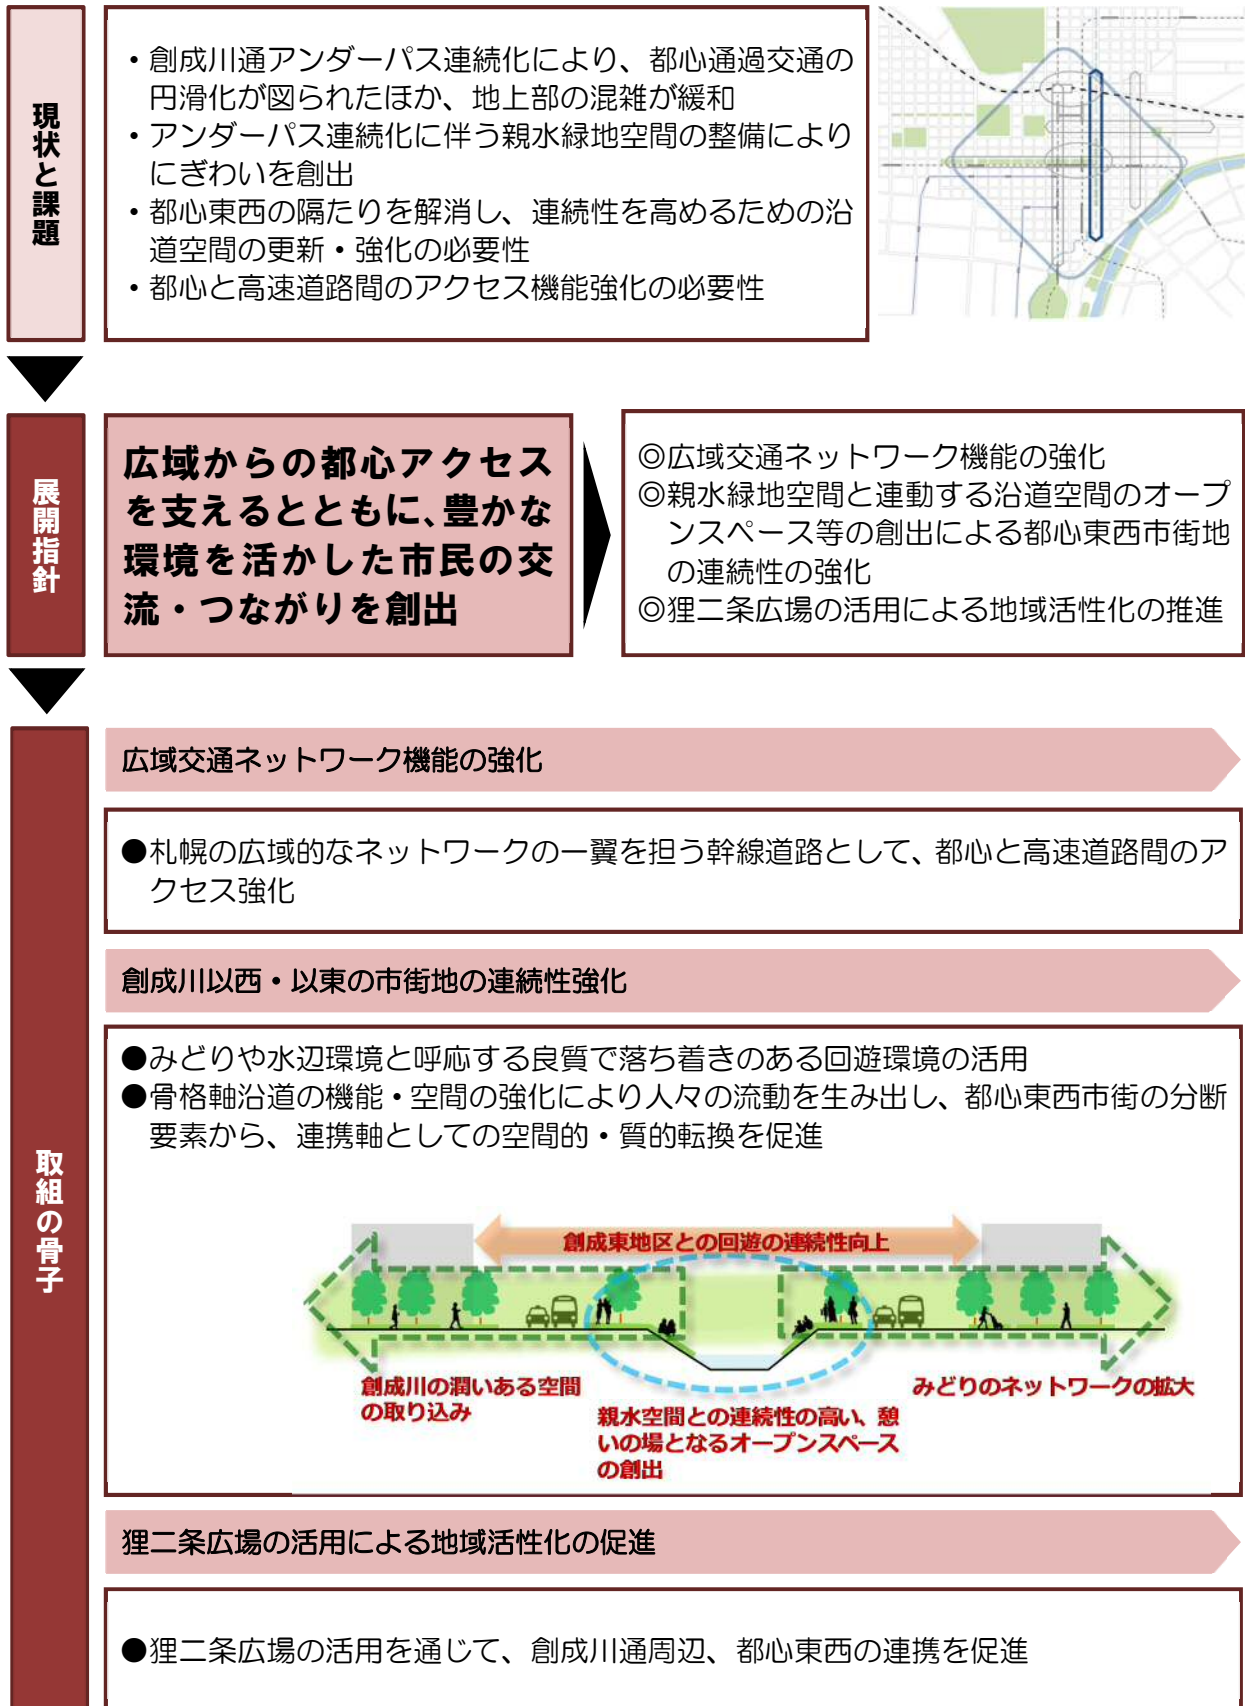 現状と課題
・創成川通アンダーパス連続化により、都心通過交通の
円滑化が図られたほか、地上部の混雑が緩和
・アンダーパス連続化に伴う親水緑地空間の整備により
にぎわいを創出
・都心東西の隔たりを解消し、連続性を高めるための沿
道空間の更新・強化の必要性
・都心と高速道路間のアクセス機能強化の必要性
展開指針
広域からの都心アクセス
を支えるとともに、豊かな
環境を活かした市民の交
流・つながりを創出
◎広域交通ネットワーク機能の強化
◎親水緑地空間と連動する沿道空間のオープ
ンスペース等の創出による都心東西市街地
の連続性の強化
◎狸二条広場の活用による地域活性化の推進
取組の骨子
広域交通ネットワーク機能の強化
●札幌の広域的なネットワークの一翼を担う幹線道路として、都心と高速道路間のア
クセス強化
創成川以西・以東の市街地の連続性強化
●みどりや水辺環境と呼応する良質で落ち着きのある回遊環境の活用
●骨格軸沿道の機能・空間の強化により人々の流動を生み出し、都心東西市街の分断
要素から、連携軸としての空間的・質的転換を促進
創成東地区との回遊の連続性向上
創成川の潤いある空間
の取り込み
親水空間との連続性の高い、憩
いの場となるオープンスペース
の創出
みどりのネットワークの拡大
狸二条広場の活用による地域活性化の促進
●狸二条広場の活用を通じて、創成川通周辺、都心東西の連携を促進